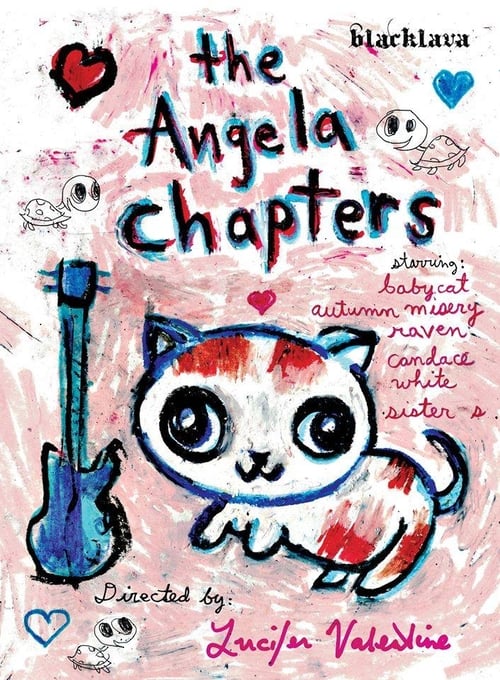 blacklava
the
Angela
chapters
starring:
babycat
autumn misery
raven
candace
white
sister s
Directed by:
Lucifer Valentine